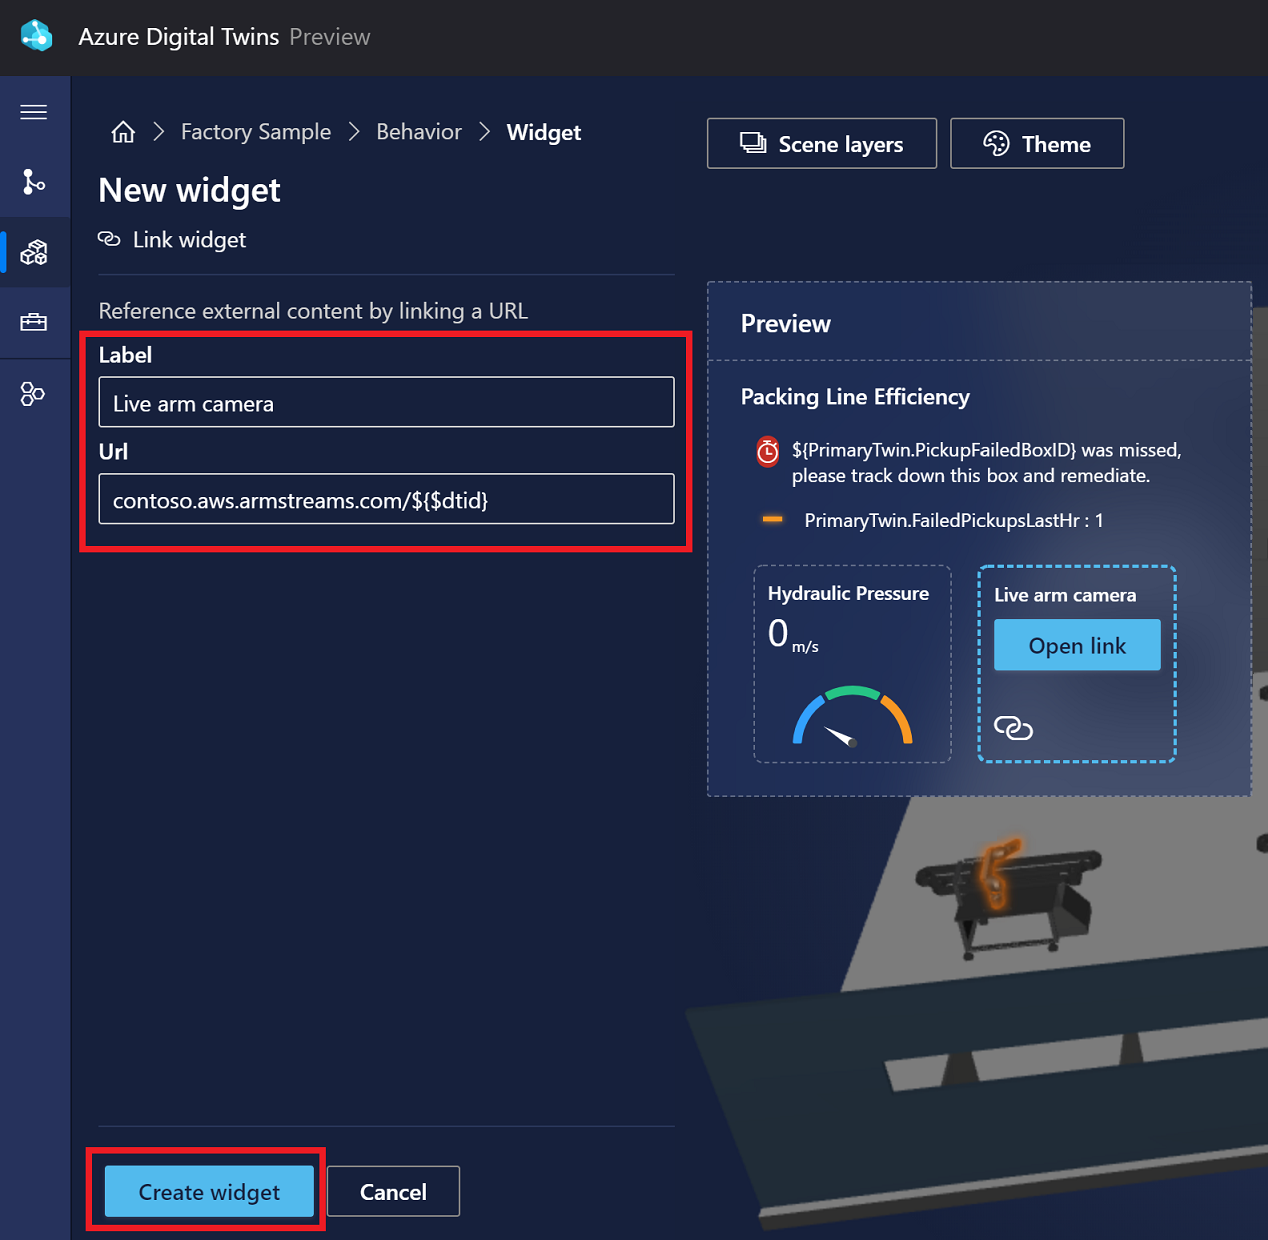 Azure Digital Twins Preview
Factory Sample Behavior Widget
Scene layers
Theme
New widget
Link widget
Reference external content by linking a URL
Label
Live arm camera
Url
contoso.aws.armstreams.com/${$dtid}
Preview
Packing Line Efficiency
${PrimaryTwin.PickupFailedBoxID} was missed,
please track down this box and remediate.
PrimaryTwin.FailedPickupsLastHr : 1
Hydraulic Pressure
0 m/s
Live arm camera
Open link
Create widget
Cancel